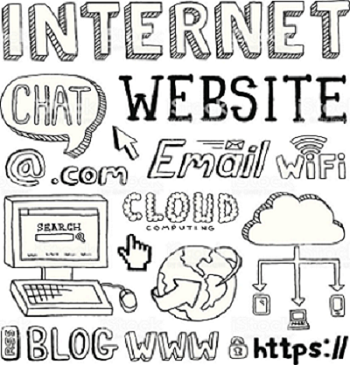 INTERNET
CHAT
WEBSITE
@.com
Email
WiFi
CLOUD
COMPUTING
SEARCH
BLOG
WWW
https://